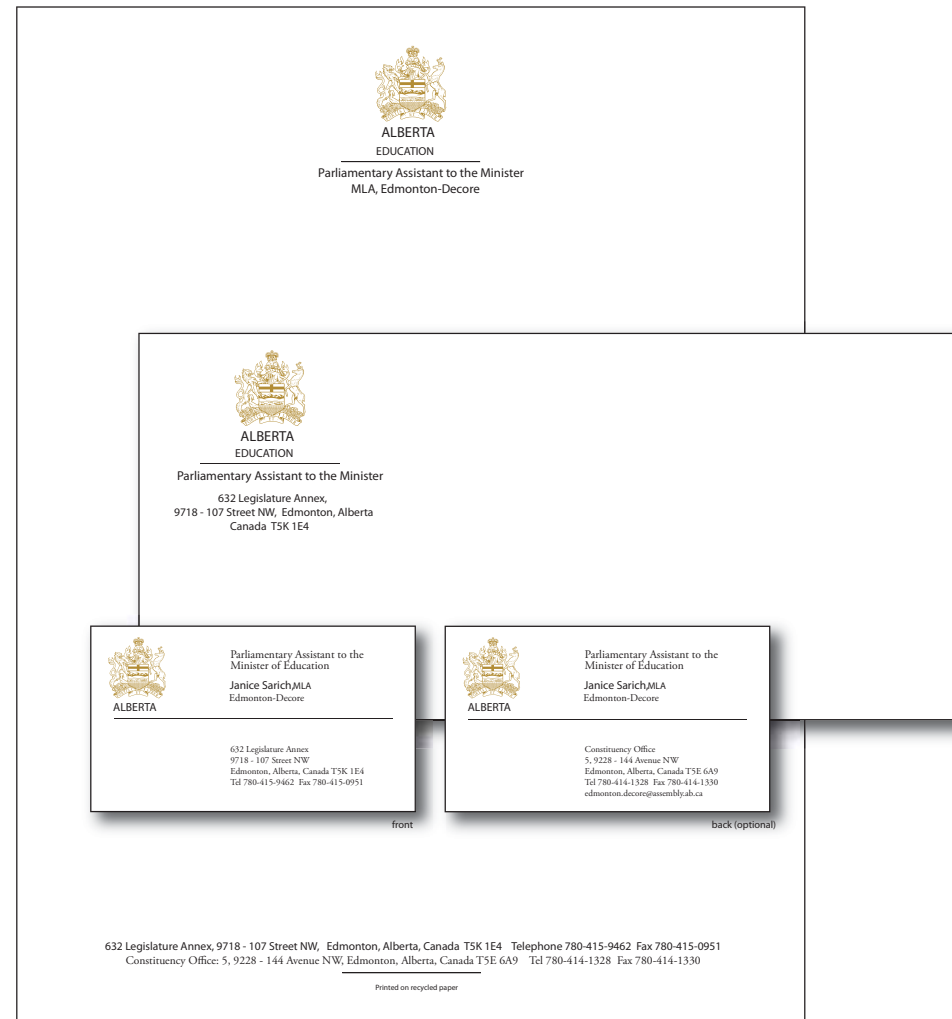 ALBERTA
EDUCATION
Parliamentary Assistant to the Minister
MLA, Edmonton-Decore
ALBERTA
EDUCATION
Parliamentary Assistant to the Minister
632 Legislature Annex,
9718 - 107 Street NW, Edmonton, Alberta
Canada T5K 1E4
ALBERTA
Parliamentary Assistant to the
Minister of Education
Janice Sarich,MLA
Edmonton-Decore
632 Legislature Annex
9718 - 107 Street NW
Edmonton, Alberta, Canada T5K 1E4
Tel 780-415-9462 Fax 780-415-0951
front
ALBERTA
Parliamentary Assistant to the
Minister of Education
Janice Sarich,MLA
Edmonton-Decore
Constituency Office
5, 9228 - 144 Avenue NW
Edmonton, Alberta, Canada T5E 6A9
Tel 780-414-1328 Fax 780-414-1330
edmonton.decore@assembly.ab.ca
back (optional)
632 Legislature Annex, 9718 - 107 Street NW, Edmonton, Alberta, Canada T5K 1E4 Telephone 780-415-9462 Fax 780-415-0951
Constituency Office: 5, 9228 - 144 Avenue NW, Edmonton, Alberta, Canada T5E 6A9 Tel 780-414-1328 Fax 780-414-1330
Printed on recycled paper